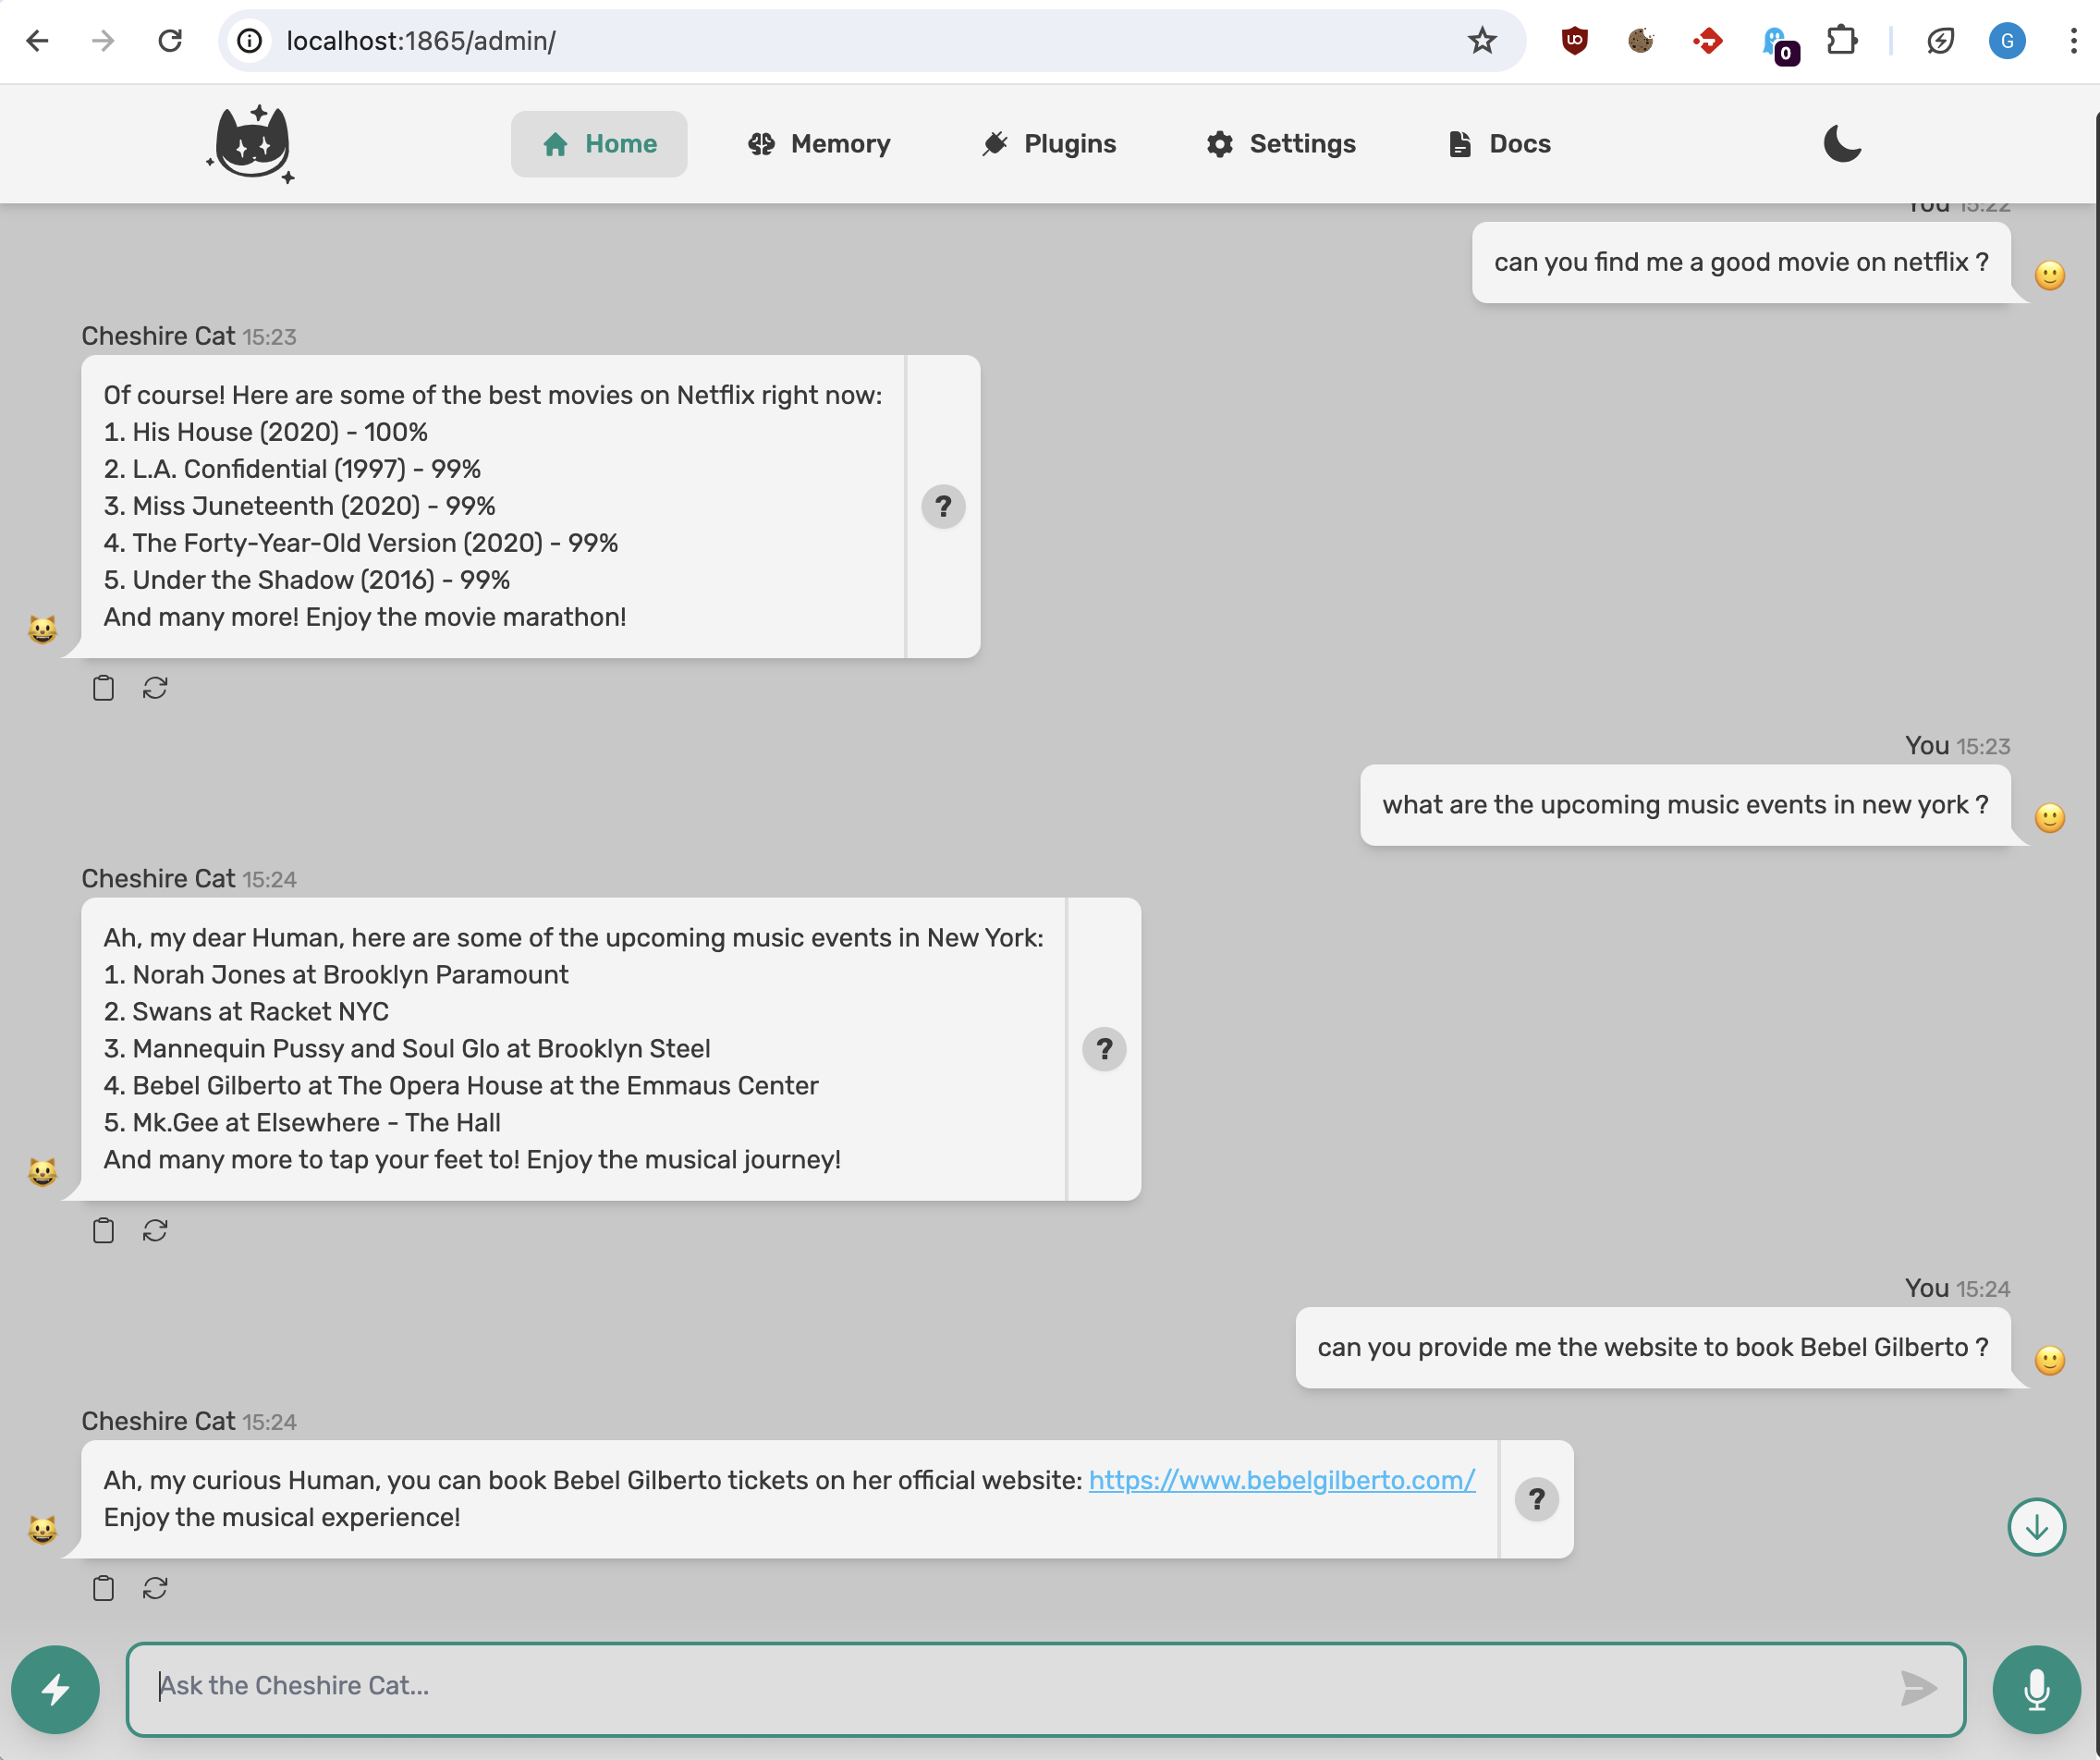 localhost:1865/admin/
UO
0
G
Home
Memory
Plugins
Settings
Docs
You 15:22
can you find me a good movie on netflix ?
Cheshire Cat 15:23
Of course! Here are some of the best movies on Netflix right now:
1. His House (2020) - 100%
2. L.A. Confidential (1997) - 99%
3. Miss Juneteenth (2020) - 99%
4. The Forty-Year-Old Version (2020) - 99%
5. Under the Shadow (2016) - 99%
And many more! Enjoy the movie marathon!
?
You 15:23
what are the upcoming music events in new york ?
Cheshire Cat 15:24
Ah, my dear Human, here are some of the upcoming music events in New York:
1. Norah Jones at Brooklyn Paramount
2. Swans at Racket NYC
3. Mannequin Pussy and Soul Glo at Brooklyn Steel
4. Bebel Gilberto at The Opera House at the Emmaus Center
5. Mk.Gee at Elsewhere - The Hall
And many more to tap your feet to! Enjoy the musical journey!
?
You 15:24
can you provide me the website to book Bebel Gilberto ?
Cheshire Cat 15:24
Ah, my curious Human, you can book Bebel Gilberto tickets on her official website: https://www.bebelgilberto.com/
Enjoy the musical experience!
?
Ask the Cheshire Cat...